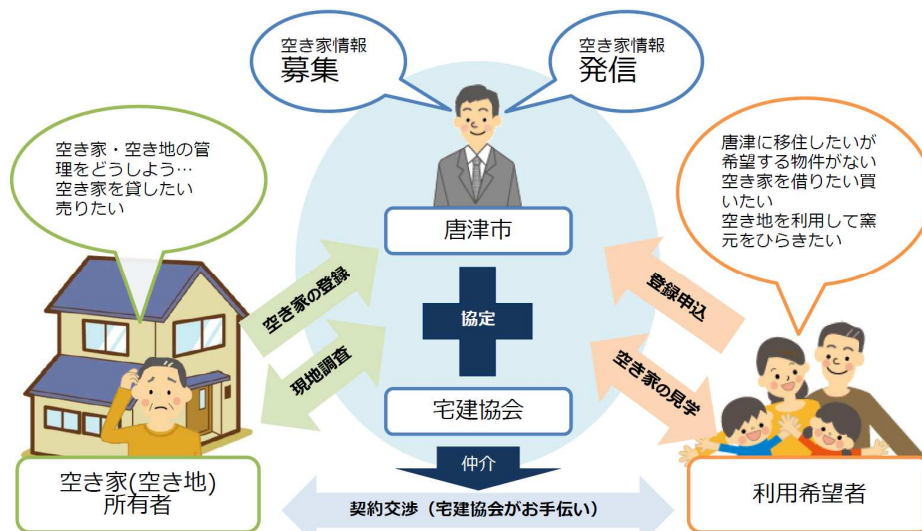 空き家情報
募集
空き家情報
発信
空き家・空き地の管
理をどうしよう…
空き家を貸したい
売りたい
唐津に移住したいが
希望する物件がない
空き家を借りたい買
いたい
空き地を利用して窯
元をひらきたい
唐津市
空き家の登録
登録申込
協定
現地調査
空き家の見学
宅建協会
仲介
空き家(空き地)
所有者
利用希望者
契約交渉（宅建協会がお手伝い）